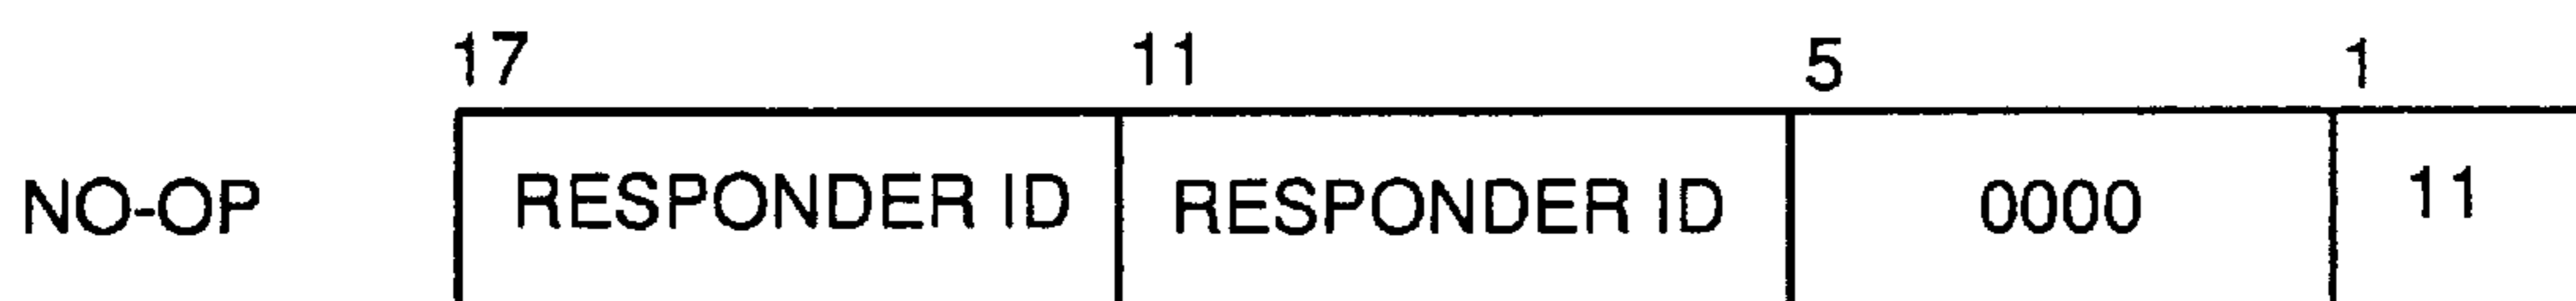 17 11 5 1
NO-OP RESPONDER ID RESPONDER ID 0000 11